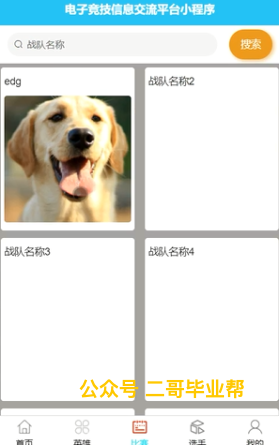 电子竞技信息交流平台小程序
战队名称
搜索
edg
战队名称2
战队名称3
战队名称4
公众号 二哥毕业帮
首页
英雄
比赛
选手
我的